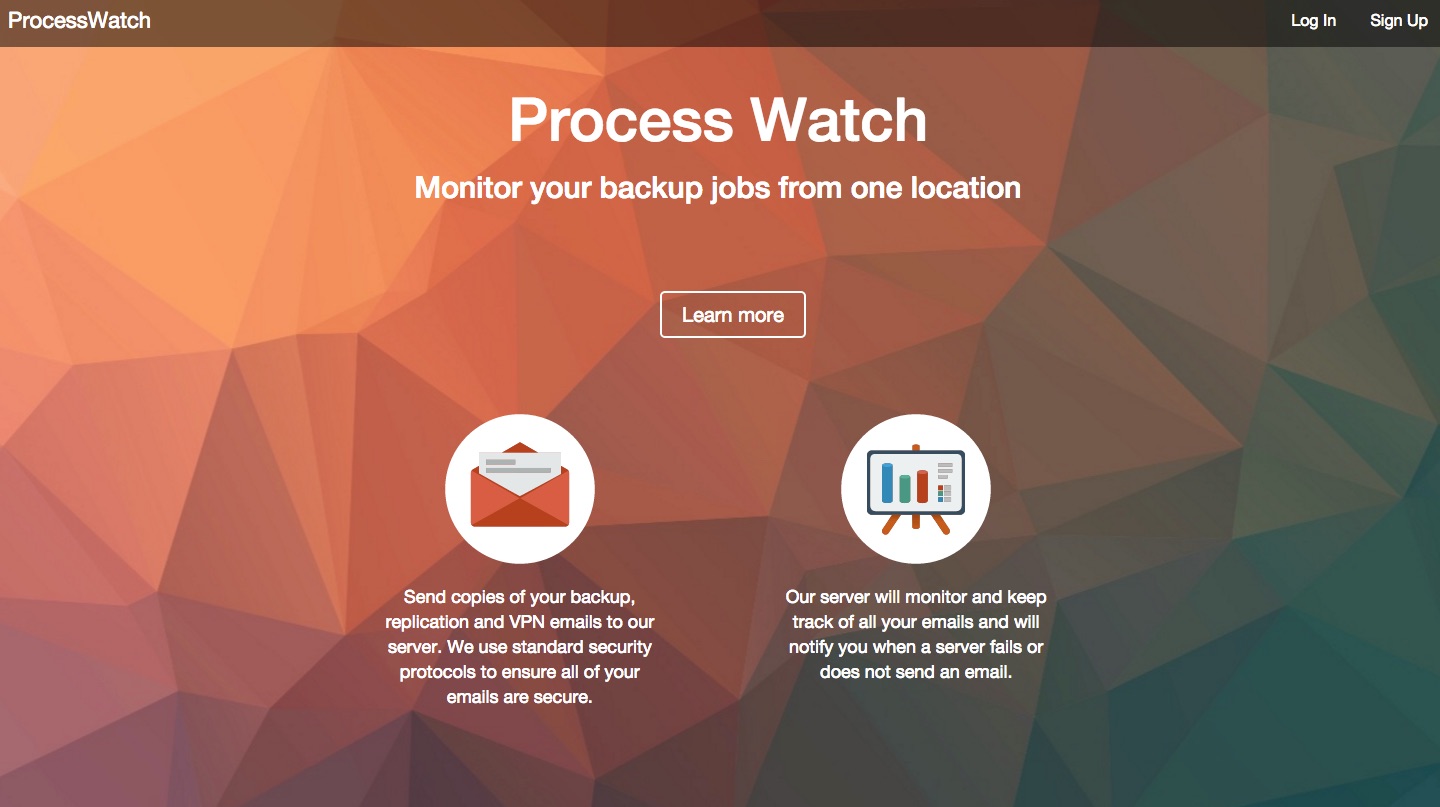 ProcessWatch
Log In
Sign Up
Process Watch
Monitor your backup jobs from one location
Learn more
Send copies of your backup,
replication and VPN emails to our
server. We use standard security
protocols to ensure all of your
emails are secure.
Our server will monitor and keep
track of all your emails and will
notify you when a server fails or
does not send an email.